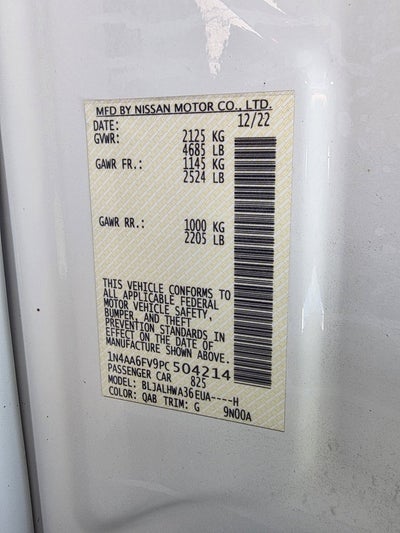 MFD BY NISSAN MOTOR CO., LTD.
DATE: 12/22
GVWR: 2125 KG
4685 LB
GAWR FR.: 1145 KG
2524 LB
GAWR RR.: 1000 KG
2205 LB
THIS VEHICLE CONFORMS TO
ALL APPLICABLE FEDERAL
MOTOR VEHICLE SAFETY,
BUMPER, AND THEFT
PREVENTION STANDARDS IN
EFFECT ON THE DATE OF
MANUFACTURE SHOWN ABOVE.
1N4AA6FV9PC504214
PASSENGER CAR 825
MODEL: BLJALHWA36EUA----H
COLOR: QAB TRIM: G 9N00A